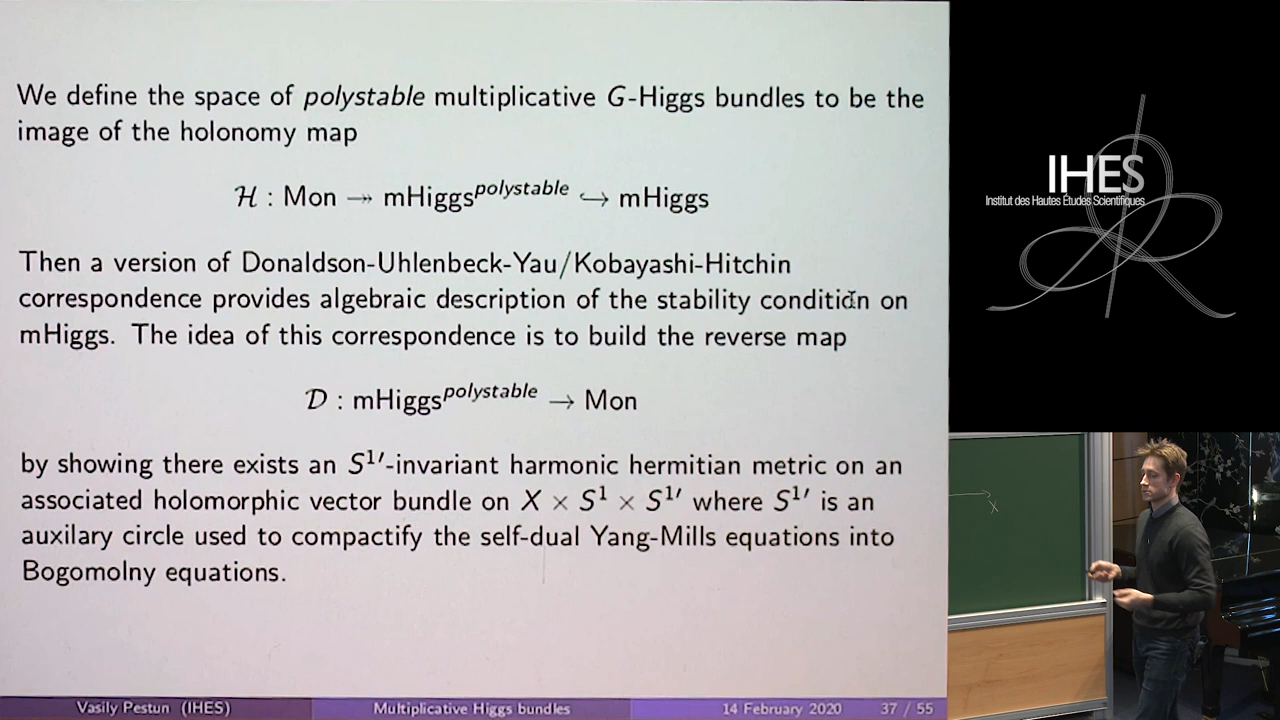 We define the space of polystable multiplicative G-Higgs bundles to be the
image of the holonomy map
ℋ : Mon ↠ mHiggs^polystable ↪ mHiggs
Then a version of Donaldson-Uhlenbeck-Yau/Kobayashi-Hitchin
correspondence provides algebraic description of the stability condition on
mHiggs. The idea of this correspondence is to build the reverse map
𝒟 : mHiggs^polystable → Mon
by showing there exists an S^1′-invariant harmonic hermitian metric on an
associated holomorphic vector bundle on X × S^1 × S^1′ where S^1′ is an
auxilary circle used to compactify the self-dual Yang-Mills equations into
Bogomolny equations.
Vasily Pestun (IHES) Multiplicative Higgs bundles 14 February 2020 37 / 55
IHES
Institut des Hautes Études Scientifiques
x